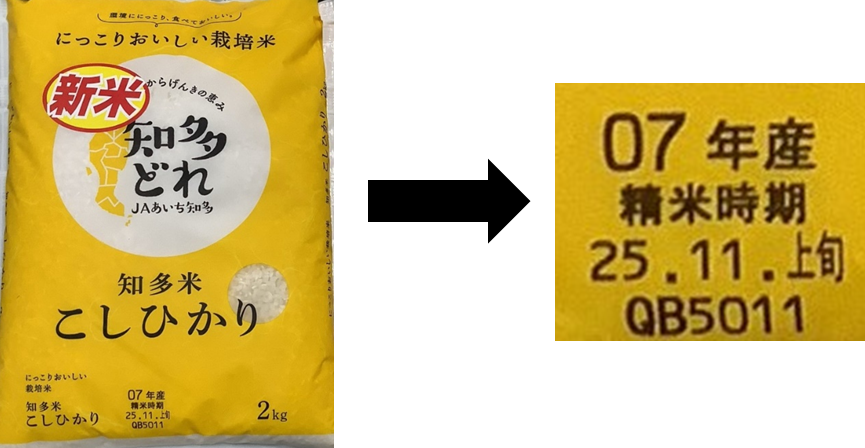 環境ににっこり、食べておいしい。
にっこりおいしい栽培米
新米
からげんきの恵み
知多
どれ
JAあいち知多
知多米
こしひかり
にっこりおいしい
栽培米
知多米
こしひかり
07年産
精米時期
25.11.上旬
QB5011
2kg
07年産
精米時期
25.11.上旬
QB5011